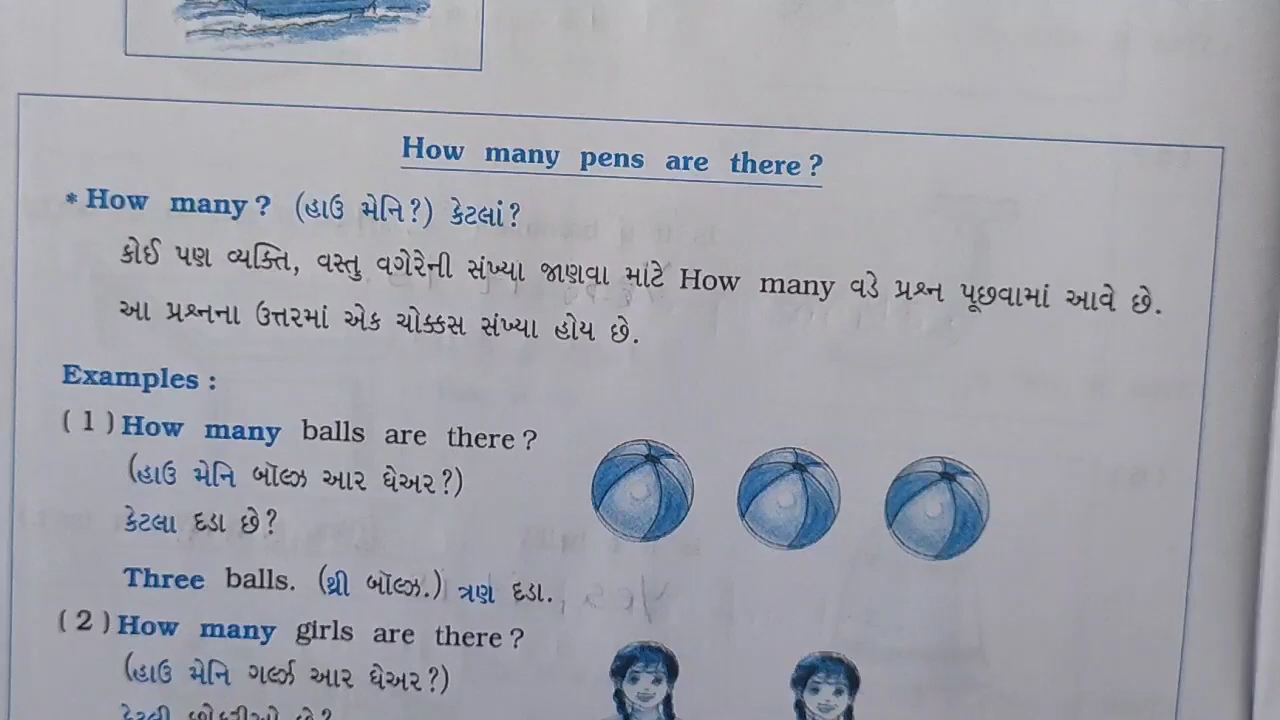 How many pens are there?
* How many? (હાઉ મેનિ?) કેટલાં?
કોઈ પણ વ્યક્તિ, વસ્તુ વગેરેની સંખ્યા જાણવા માટે How many વડે પ્રશ્ન પૂછવામાં આવે છે.
આ પ્રશ્નના ઉત્તરમાં એક ચોક્કસ સંખ્યા હોય છે.
Examples :
(1) How many balls are there?
(હાઉ મેનિ બૉલ્ઝ આર ધેઅર?)
કેટલા દડા છે?
Three balls. (થ્રી બૉલ્ઝ.) ત્રણ દડા.
(2) How many girls are there?
(હાઉ મેનિ ગર્લ્ઝ આર ધેઅર?)
કેટલી છોકરીઓ છે?